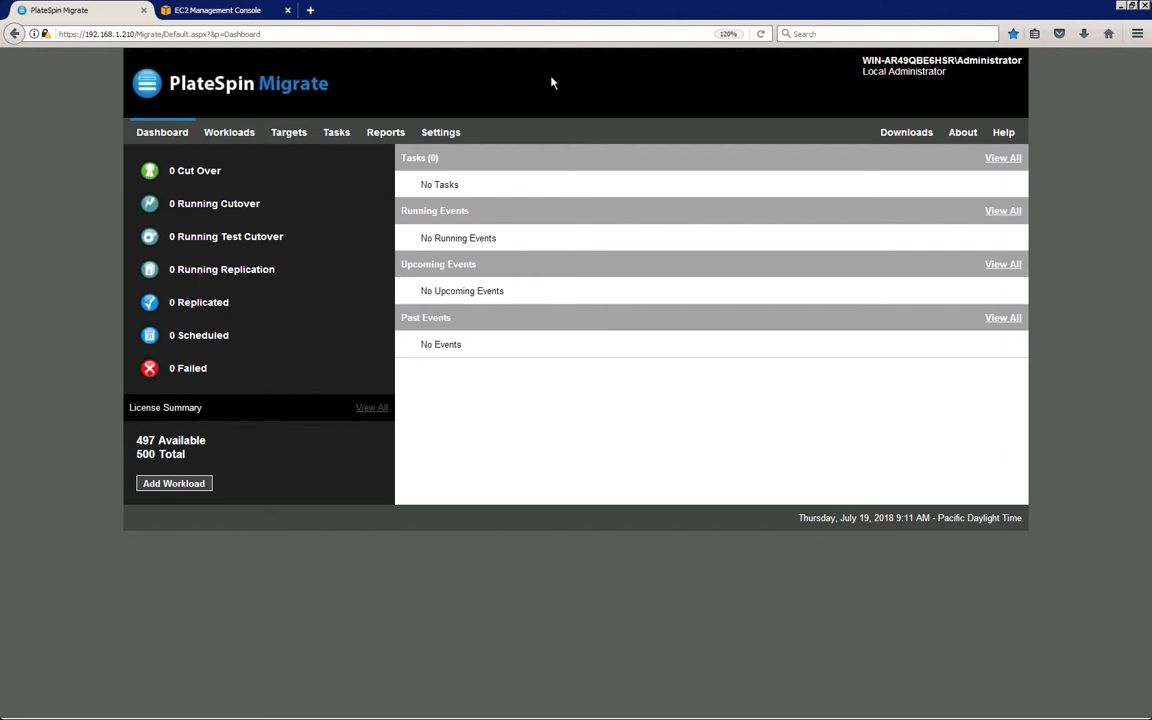 PlateSpin Migrate
EC2 Management Console
https://192.168.1.210/Migrate/Default.aspx?&p=Dashboard
120%
Search
PlateSpin Migrate
WIN-AR49QBE6HSR\Administrator
Local Administrator
Dashboard Workloads Targets Tasks Reports Settings Downloads About Help
0 Cut Over
0 Running Cutover
0 Running Test Cutover
0 Running Replication
0 Replicated
0 Scheduled
0 Failed
License Summary View All
497 Available
500 Total
Add Workload
Tasks (0) View All
No Tasks
Running Events View All
No Running Events
Upcoming Events View All
No Upcoming Events
Past Events View All
No Events
Thursday, July 19, 2018 9:11 AM - Pacific Daylight Time